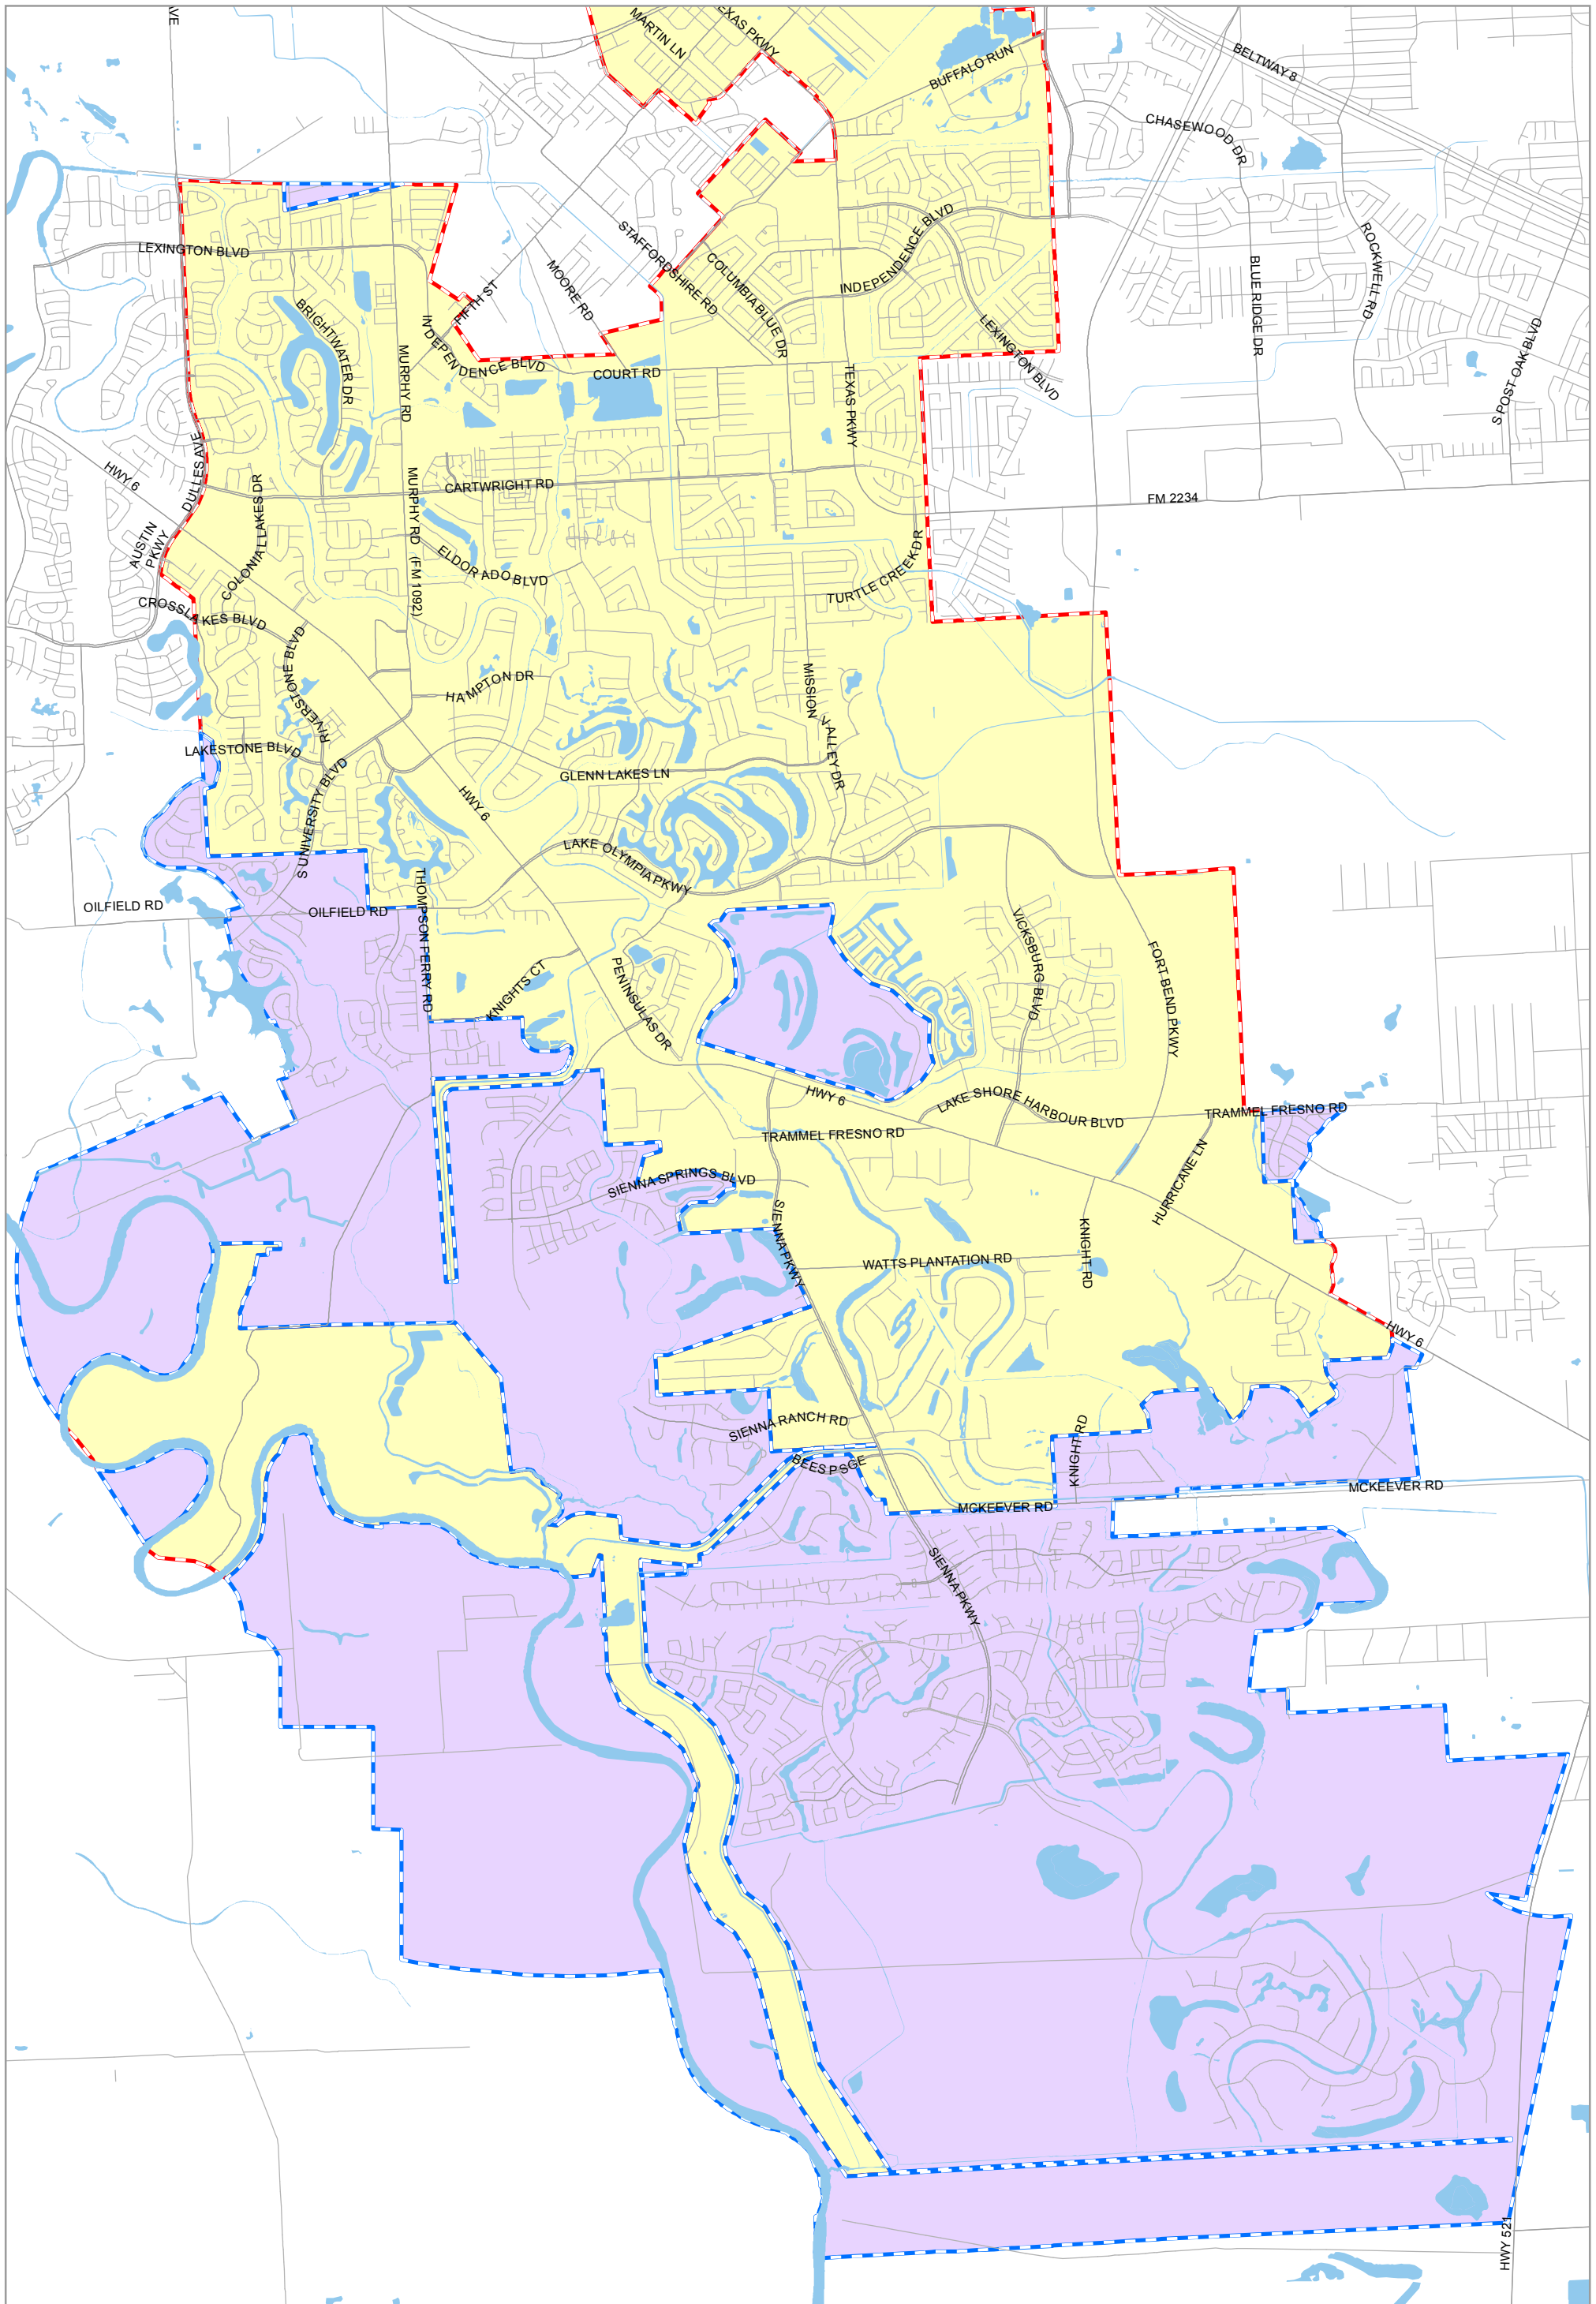 AVE
MARTIN LN
TEXAS PKWY
BUFFALO RUN
BELTWAY 8
CHASEWOOD DR
LEXINGTON BLVD
STAFFORDSHIRE RD
COLUMBIA BLUE DR
INDEPENDENCE BLVD
BLUE RIDGE DR
ROCKWELL RD
MOORE RD
FIFTH ST
BRIGHTWATER DR
MURPHY RD
INDEPENDENCE BLVD
COURT RD
LEXINGTON BLVD
TEXAS PKWY
S POST OAK BLVD
HWY 6
DULLES AVE
CARTWRIGHT RD
FM 2234
AUSTIN
PKWY
COLONIAL LAKES DR
MURPHY RD (FM 1092)
ELDORADO BLVD
TURTLE CREEK DR
CROSSLAKES BLVD
RIVERSTONE BLVD
HAMPTON DR
MISSION VALLEY DR
LAKESTONE BLVD
GLENN LAKES LN
S UNIVERSITY BLVD
HWY 6
LAKE OLYMPIA PKWY
OILFIELD RD
OILFIELD RD
THOMPSON FERRY RD
KNIGHTS CT
PENINSULAS DR
VICKSBURG BLVD
FORT BEND PKWY
HWY 6
LAKE SHORE HARBOUR BLVD
TRAMMEL FRESNO RD
TRAMMEL FRESNO RD
SIENNA SPRINGS BLVD
HURRICANE LN
SIENNA PKWY
WATTS PLANTATION RD
KNIGHT RD
HWY 6
SIENNA RANCH RD
KNIGHT RD
BEES PSGE
MCKEEVER RD
MCKEEVER RD
SIENNA PKWY
HWY 521